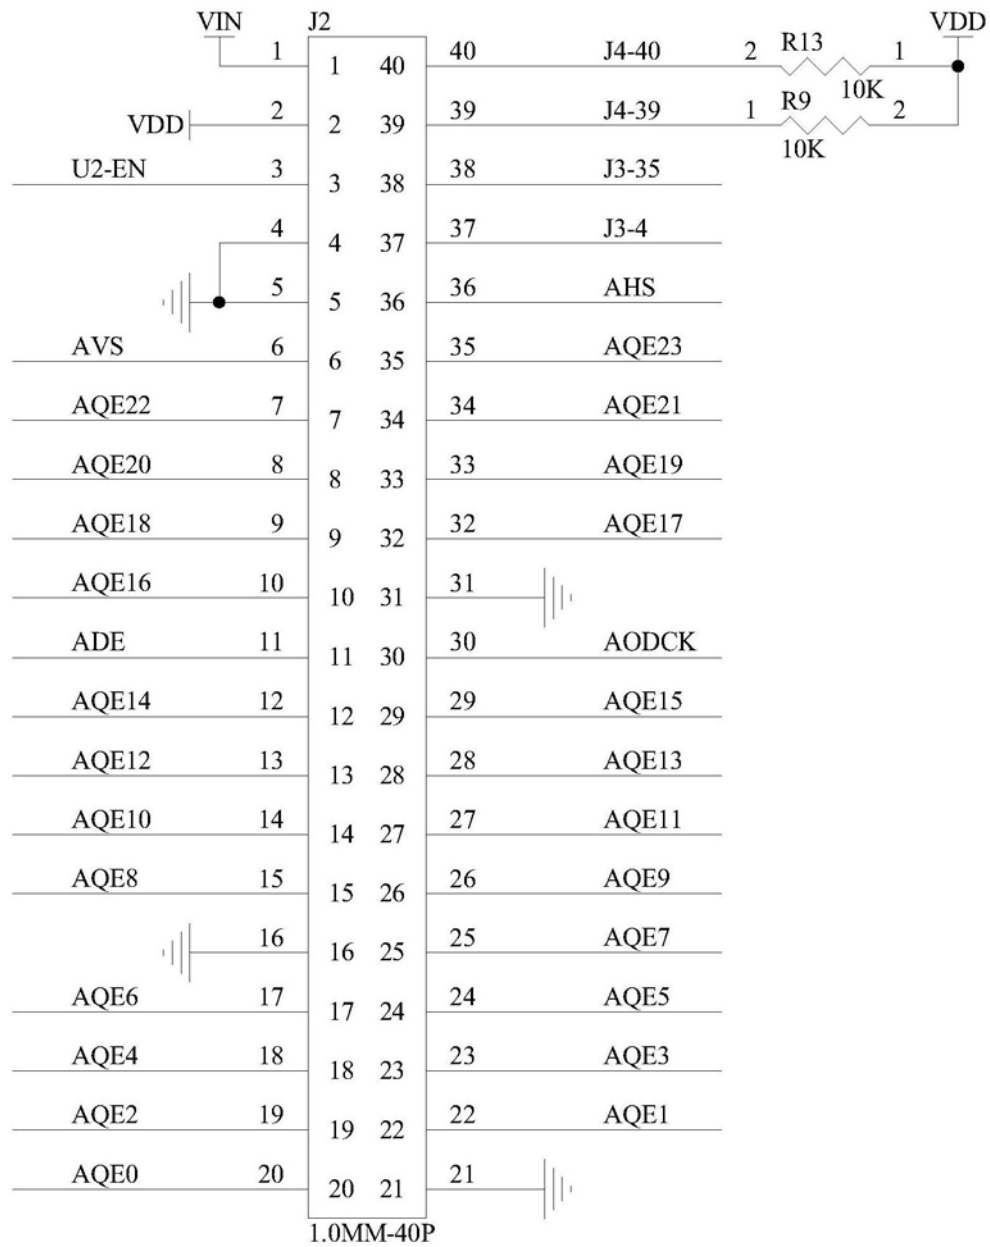 VIN J2 VDD
1 1 40 40 J4-40 2 R13 1
10K
VDD 2 2 39 39 J4-39 1 R9 2
10K
U2-EN 3 3 38 38 J3-35
4 4 37 37 J3-4
5 5 36 36 AHS
AVS 6 6 35 35 AQE23
AQE22 7 7 34 34 AQE21
AQE20 8 8 33 33 AQE19
AQE18 9 9 32 32 AQE17
AQE16 10 10 31 31
ADE 11 11 30 30 AODCK
AQE14 12 12 29 29 AQE15
AQE12 13 13 28 28 AQE13
AQE10 14 14 27 27 AQE11
AQE8 15 15 26 26 AQE9
16 16 25 25 AQE7
AQE6 17 17 24 24 AQE5
AQE4 18 18 23 23 AQE3
AQE2 19 19 22 22 AQE1
AQE0 20 20 21 21
1.0MM-40P